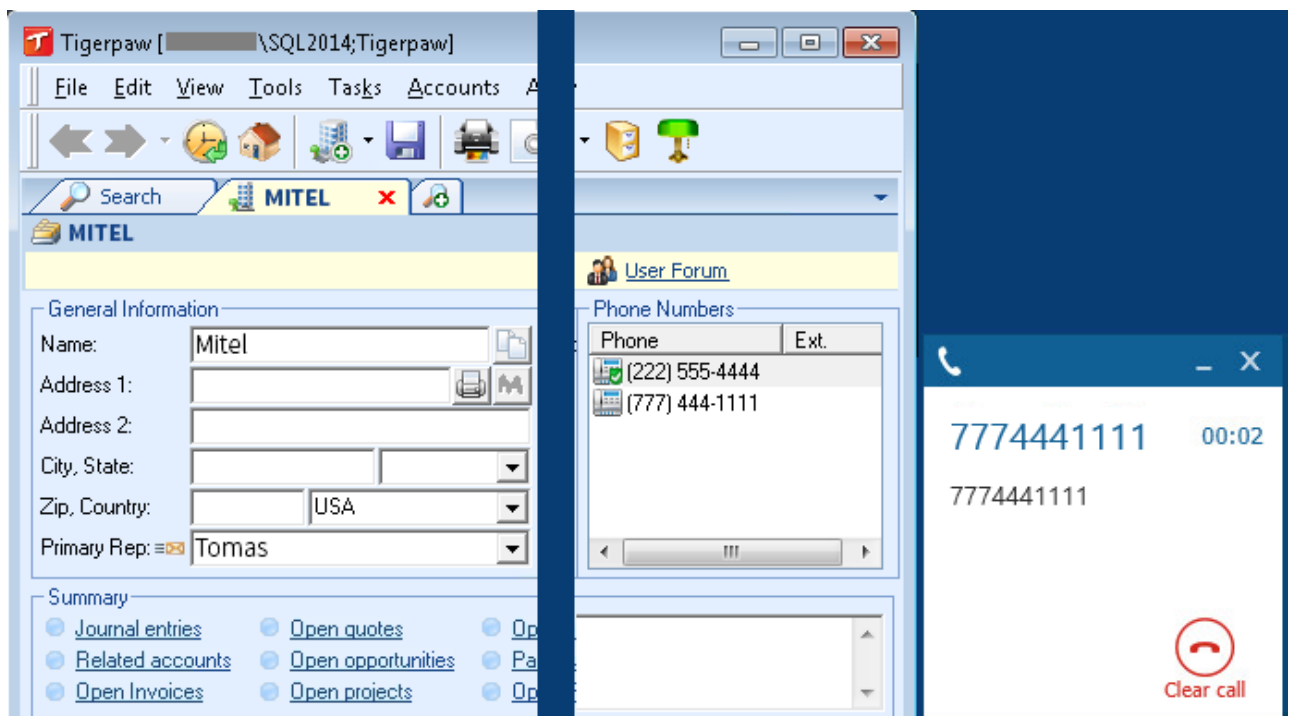 Tigerpaw [ \SQL2014;Tigerpaw]
File Edit View Tools Tasks Accounts
Search MITEL
MITEL
User Forum
General Information
Name: Mitel
Address 1:
Address 2:
City, State:
Zip, Country: USA
Primary Rep: Tomas
Phone Numbers
Phone Ext.
(222) 555-4444
(777) 444-1111
Summary
Journal entries Open quotes Op
Related accounts Open opportunities Pa
Open Invoices Open projects Op
7774441111 00:02
7774441111
Clear call